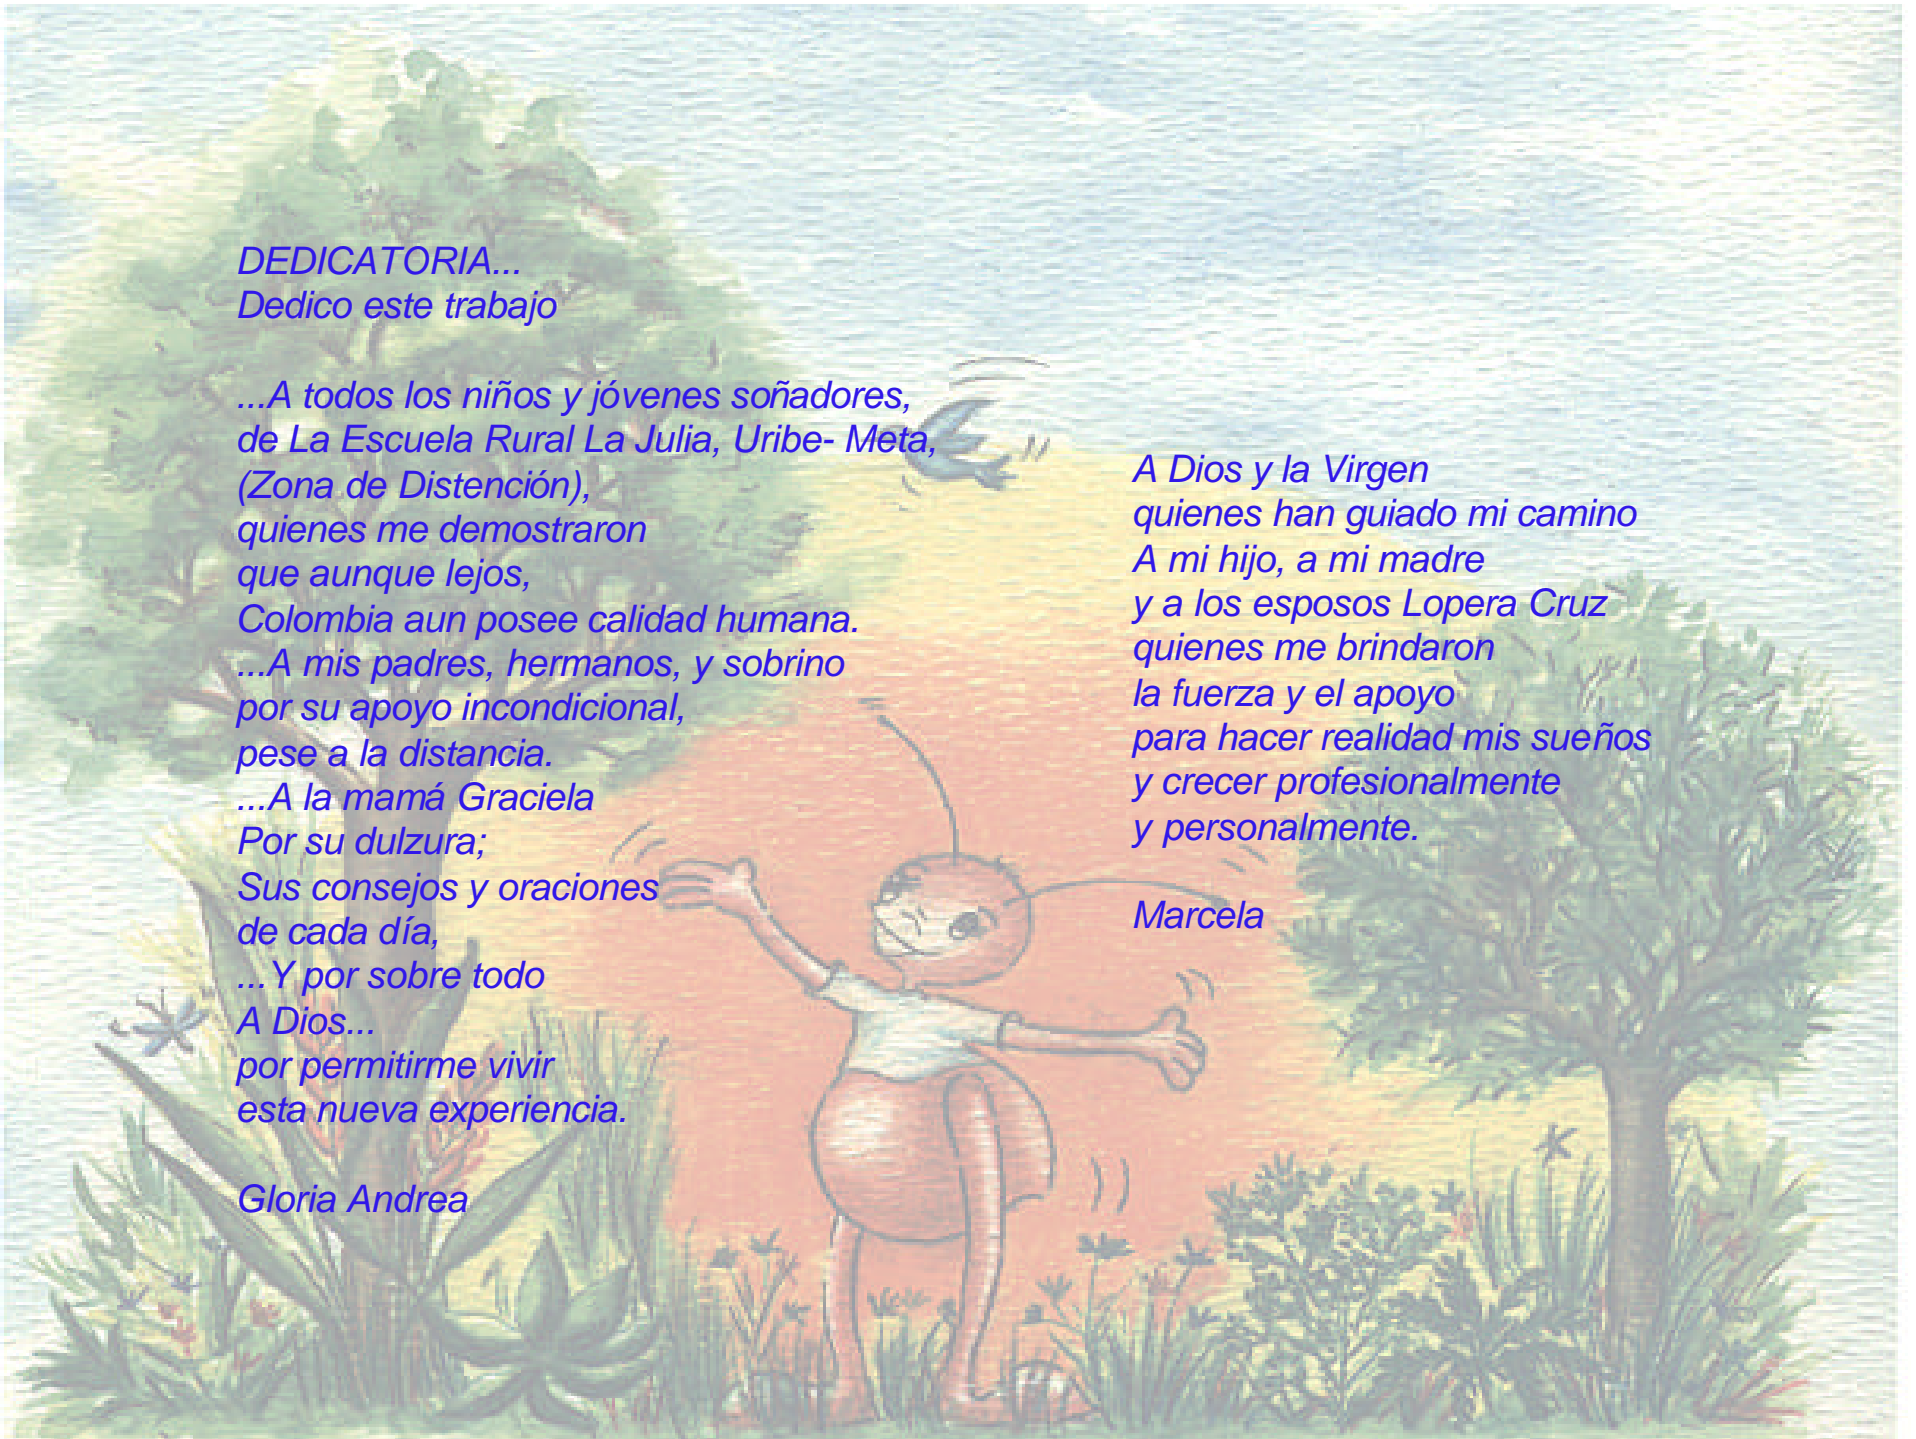 DEDICATORIA...
Dedico este trabajo
...A todos los niños y jóvenes soñadores,
de La Escuela Rural La Julia, Uribe- Meta,
(Zona de Distención),
quienes me demostraron
que aunque lejos,
Colombia aun posee calidad humana.
...A mis padres, hermanos, y sobrino
por su apoyo incondicional,
pese a la distancia.
...A la mamá Graciela
Por su dulzura;
Sus consejos y oraciones
de cada día,
...Y por sobre todo
A Dios...
por permitirme vivir
esta nueva experiencia.
Gloria Andrea
A Dios y la Virgen
quienes han guiado mi camino
A mi hijo, a mi madre
y a los esposos Lopera Cruz
quienes me brindaron
la fuerza y el apoyo
para hacer realidad mis sueños
y crecer profesionalmente
y personalmente.
Marcela